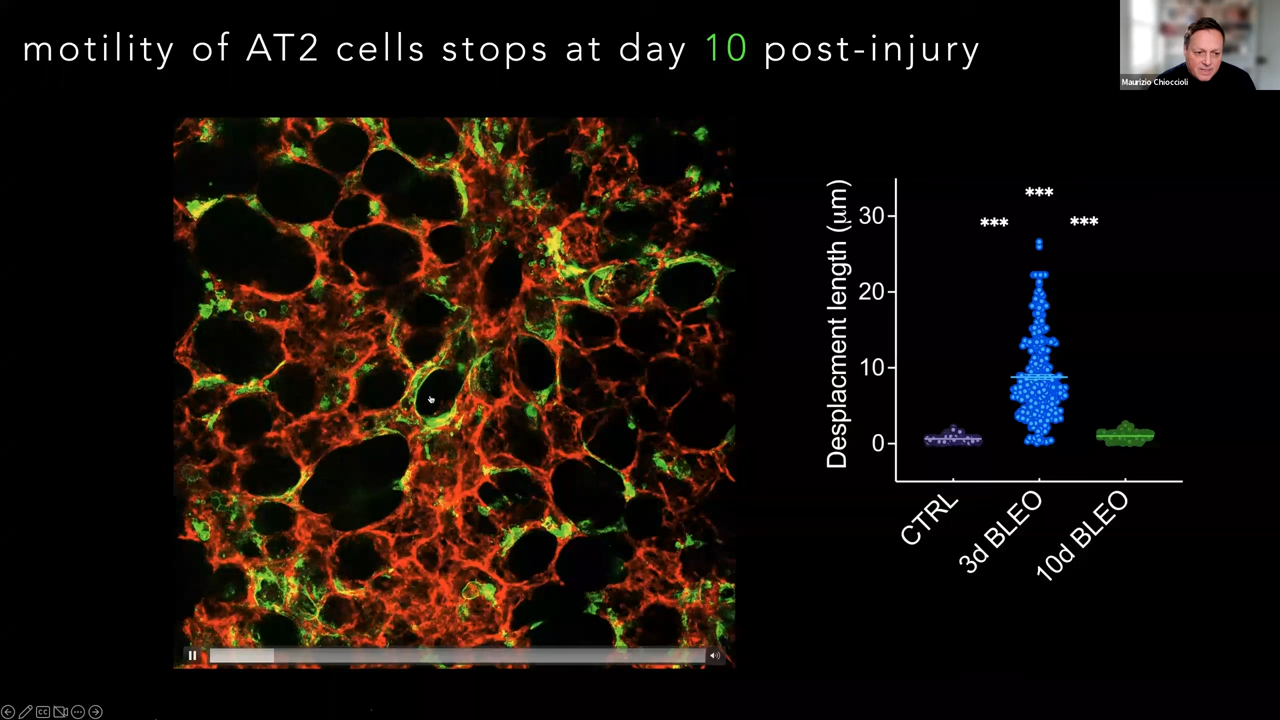 motility of AT2 cells stops at day 10 post-injury
Maurizio Chioccioli
Desplacment length (µm)
30
20
10
0
***
***
***
CTRL
3d BLEO
10d BLEO
CC